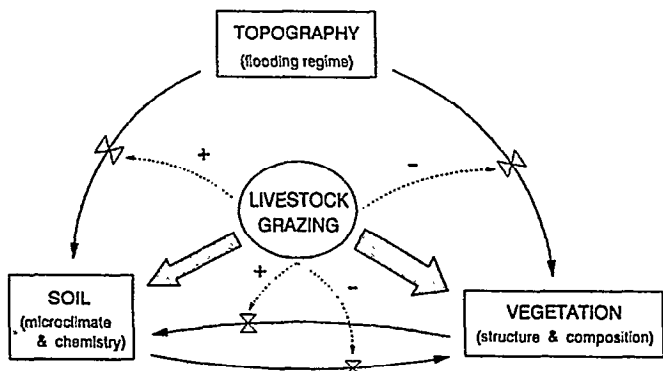 TOPOGRAPHY
(flooding regime)
+
-
LIVESTOCK
GRAZING
+
-
SOIL
(microclimate
& chemistry)
VEGETATION
(structure & composition)